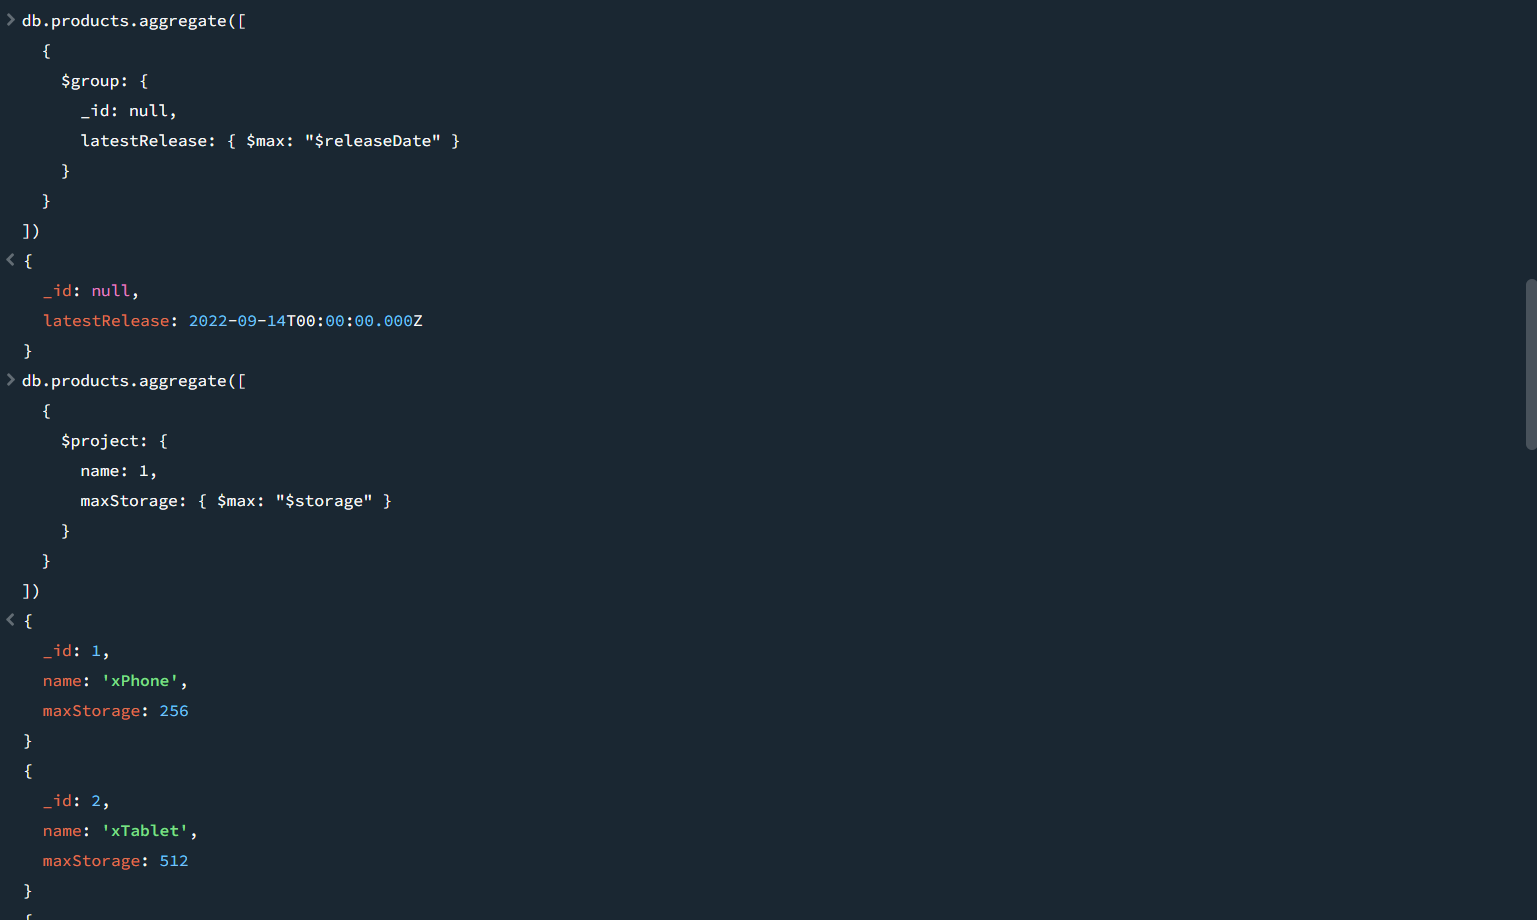 db.products.aggregate([
{
$group: {
_id: null,
latestRelease: { $max: "$releaseDate" }
}
}
])
{
_id: null,
latestRelease: 2022-09-14T00:00:00.000Z
}
db.products.aggregate([
{
$project: {
name: 1,
maxStorage: { $max: "$storage" }
}
}
])
{
_id: 1,
name: 'xPhone',
maxStorage: 256
}
{
_id: 2,
name: 'xTablet',
maxStorage: 512
}
{